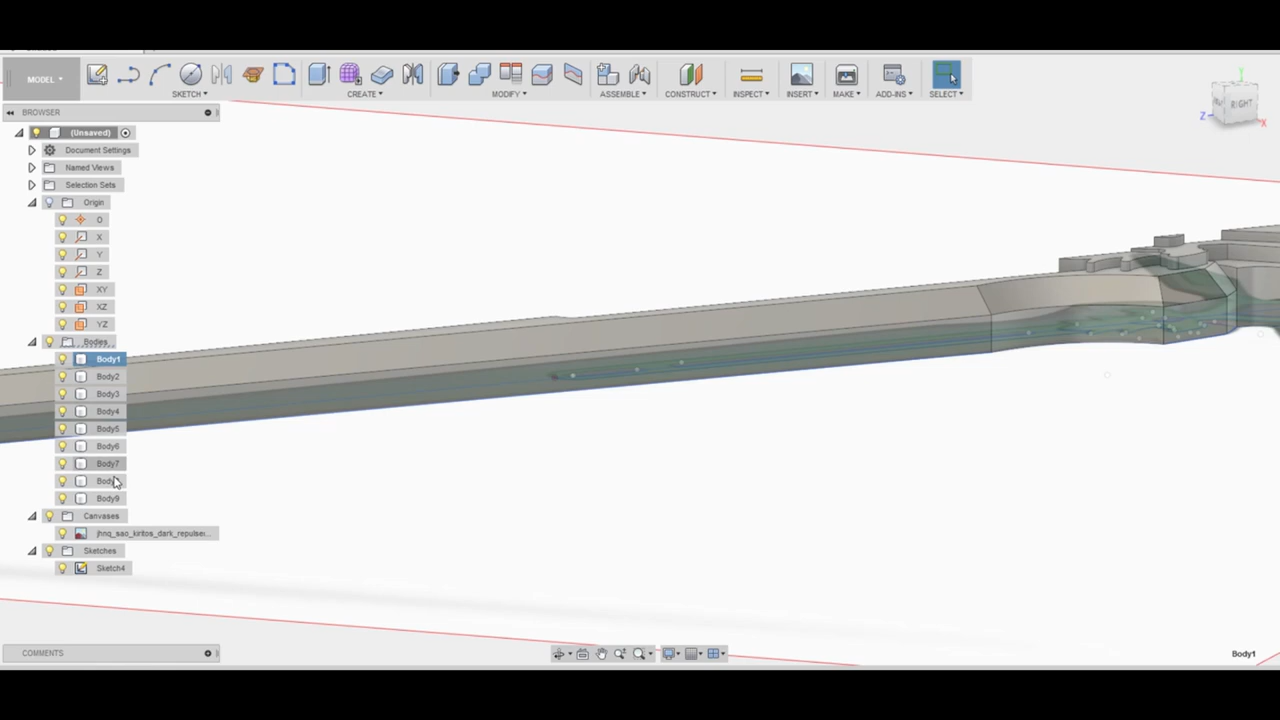 MODEL
SKETCH
CREATE
MODIFY
ASSEMBLE
CONSTRUCT
INSPECT
INSERT
MAKE
ADD-INS
SELECT
BROWSER
(Unsaved)
Document Settings
Named Views
Selection Sets
Origin
O
X
Y
Z
XY
XZ
YZ
Bodies
Body1
Body2
Body3
Body4
Body5
Body6
Body7
Body
Body9
Canvases
jhnq_sao_kiritos_dark_repulser...
Sketches
Sketch4
Y
RIGHT
Z
X
COMMENTS
Body1